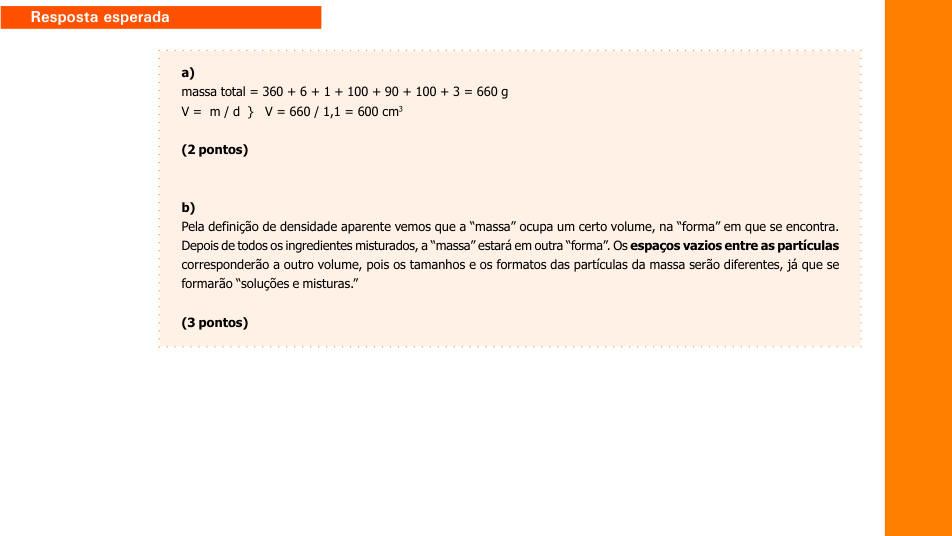 Resposta esperada
a)
massa total = 360 + 6 + 1 + 100 + 90 + 100 + 3 = 660 g
V = m / d } V = 660 / 1,1 = 600 cm³
(2 pontos)
b)
Pela definição de densidade aparente vemos que a “massa” ocupa um certo volume, na “forma” em que se encontra.
Depois de todos os ingredientes misturados, a “massa” estará em outra “forma”. Os espaços vazios entre as partículas
corresponderão a outro volume, pois os tamanhos e os formatos das partículas da massa serão diferentes, já que se
formarão “soluções e misturas.”
(3 pontos)